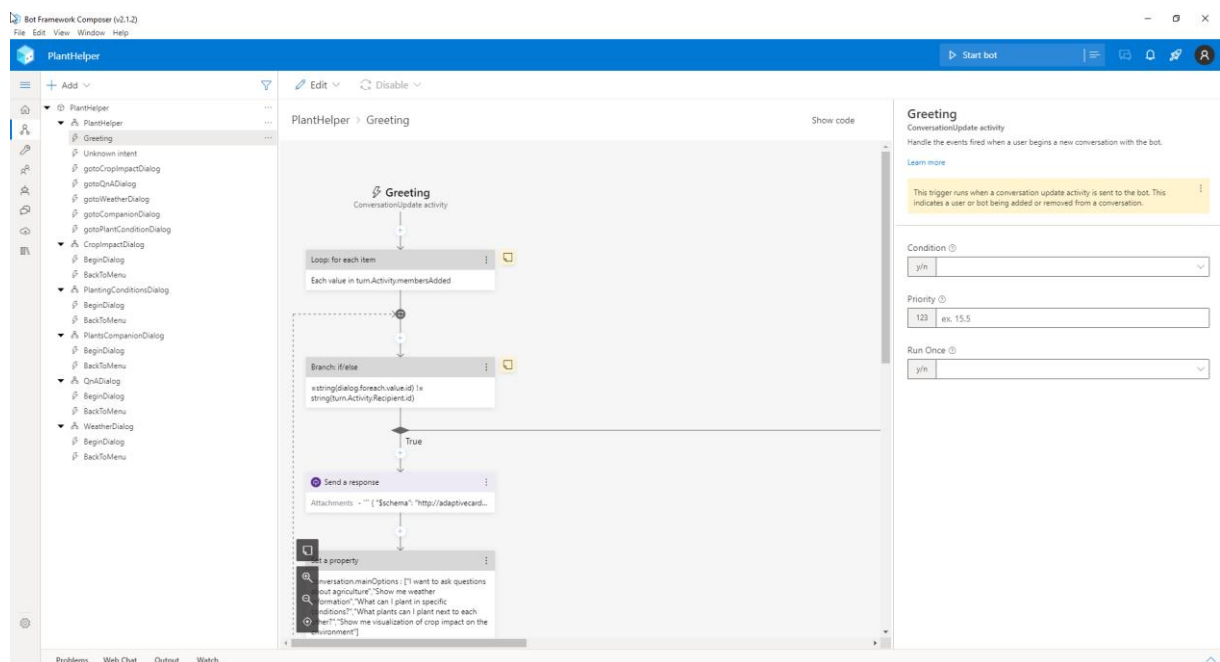 Bot Framework Composer (v2.1.2)
File Edit View Window Help
PlantHelper
Start bot
Add
Edit
Disable
PlantHelper
PlantHelper
Greeting
Unknown intent
gotoCropImpactDialog
gotoQnADialog
gotoWeatherDialog
gotoCompanionDialog
gotoPlantConditionDialog
CropImpactDialog
BeginDialog
BackToMenu
PlantingConditionsDialog
BeginDialog
BackToMenu
PlantsCompanionDialog
BeginDialog
BackToMenu
QnADialog
BeginDialog
BackToMenu
WeatherDialog
BeginDialog
BackToMenu
PlantHelper > Greeting
Show code
Greeting
ConversationUpdate activity
Loop: for each item
Each value in turn.Activity.membersAdded
Branch: if/else
=string(dialog.foreach.value.id) !=
string(turn.Activity.Recipient.id)
True
Send a response
Attachments - ``` { "$schema": "http://adaptivecard...
a property
nversation.mainOptions : ["I want to ask questions
out agriculture","Show me weather
ormation","What can I plant in specific
nditions?","What plants can I plant next to each
her?","Show me visualization of crop impact on the
vironment"]
Greeting
ConversationUpdate activity
Handle the events fired when a user begins a new conversation with the bot.
Learn more
This trigger runs when a conversation update activity is sent to the bot. This
indicates a user or bot being added or removed from a conversation.
Condition
y/n
Priority
123 ex. 15.5
Run Once
y/n
Problems Web Chat Output Watch